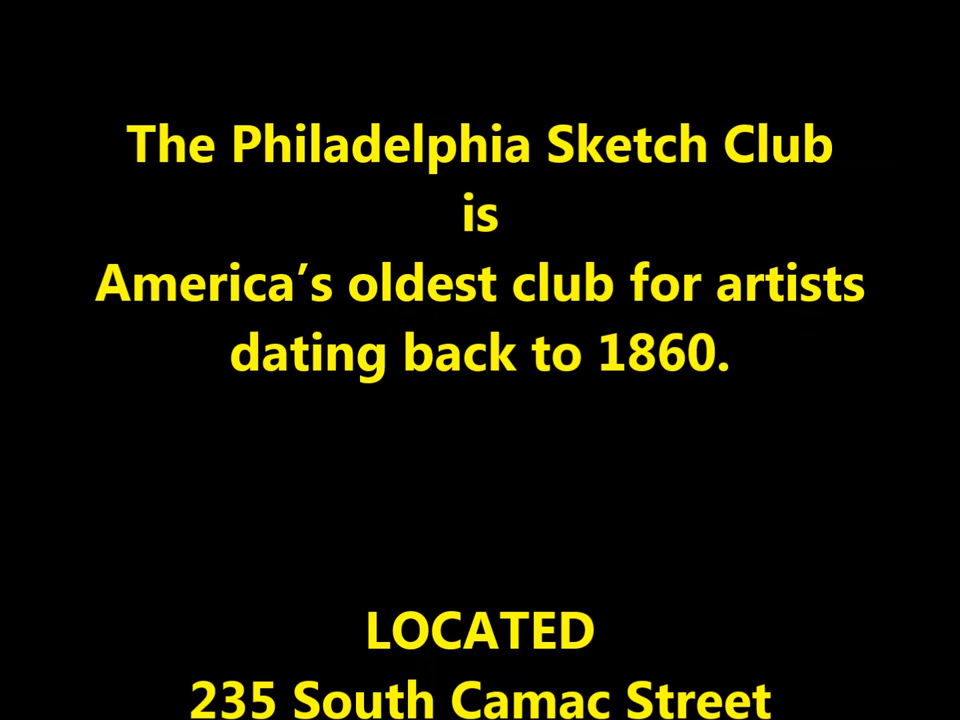 The Philadelphia Sketch Club
is
America’s oldest club for artists
dating back to 1860.
LOCATED
235 South Camac Street